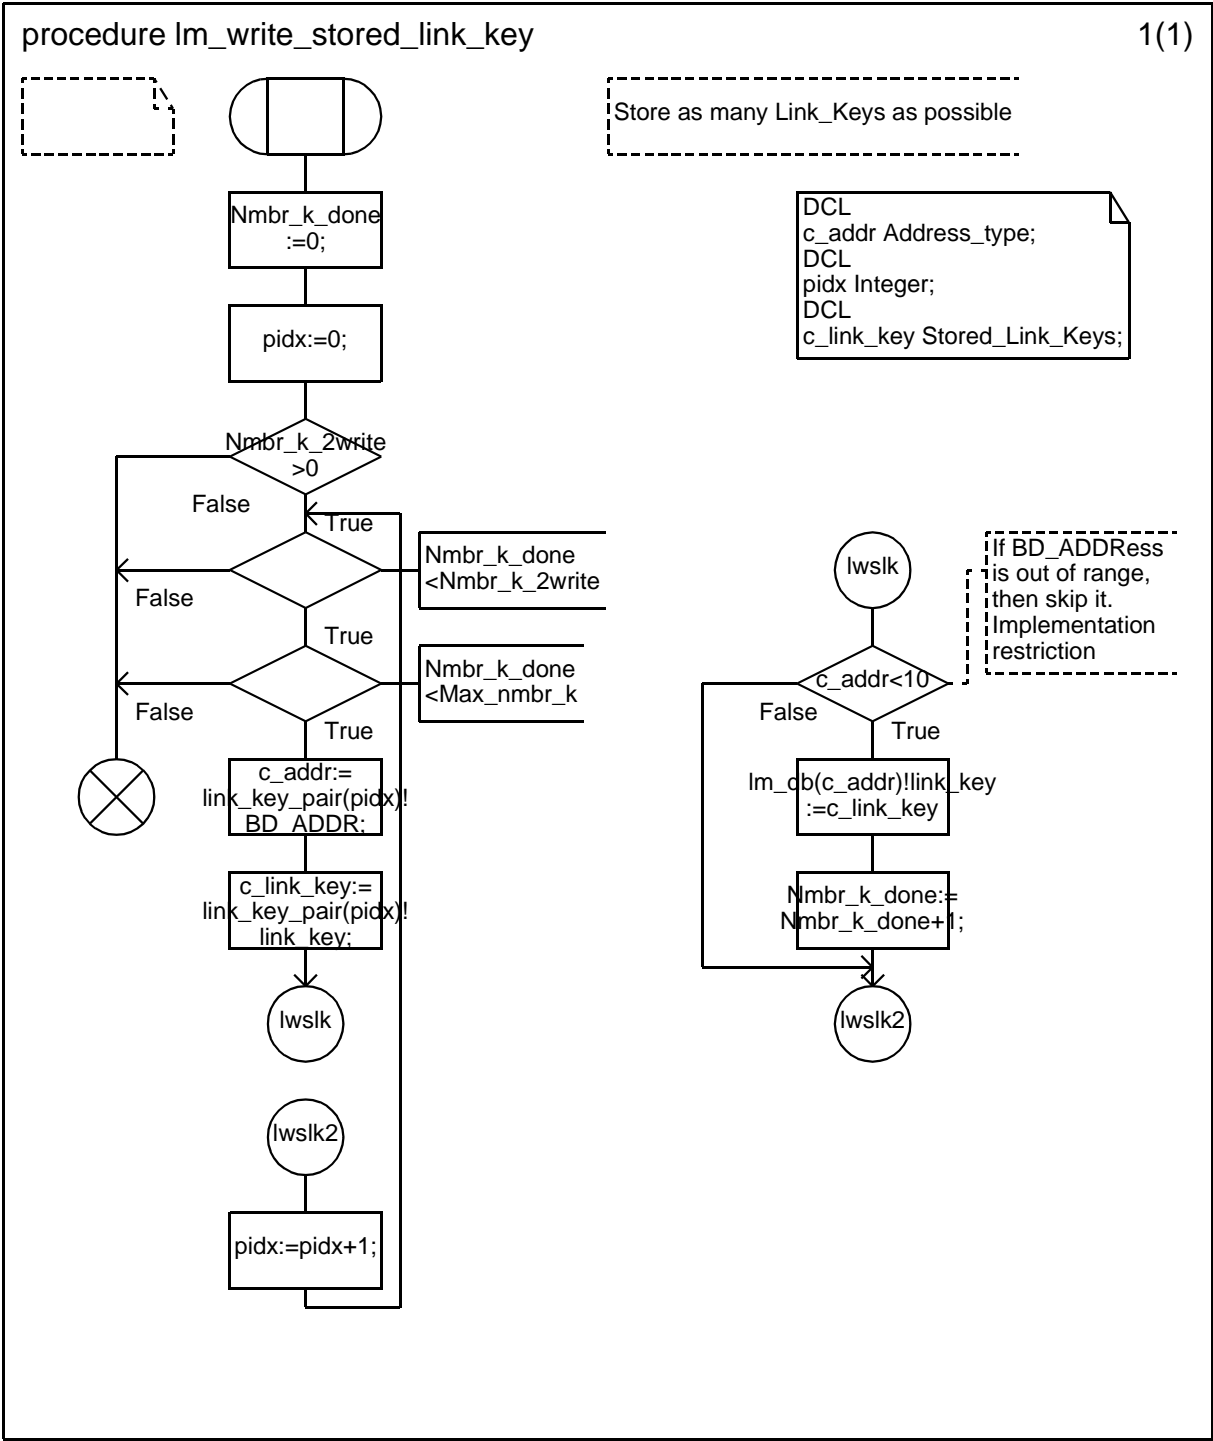 procedure lm_write_stored_link_key
1(1)
Store as many Link_Keys as possible
Nmbr_k_done
:=0;
DCL
c_addr Address_type;
DCL
pidx Integer;
DCL
c_link_key Stored_Link_Keys;
pidx:=0;
Nmbr_k_2write
>0
False
True
Nmbr_k_done
<Nmbr_k_2write
False
True
Nmbr_k_done
<Max_nmbr_k
False
True
c_addr:=
link_key_pair(pidx)!
BD_ADDR;
c_link_key:=
link_key_pair(pidx)!
link_key;
lwslk
lwslk2
pidx:=pidx+1;
lwslk
If BD_ADDRess
is out of range,
then skip it.
Implementation
restriction
c_addr<10
False
True
lm_db(c_addr)!link_key
:=c_link_key
Nmbr_k_done:=
Nmbr_k_done+1;
lwslk2